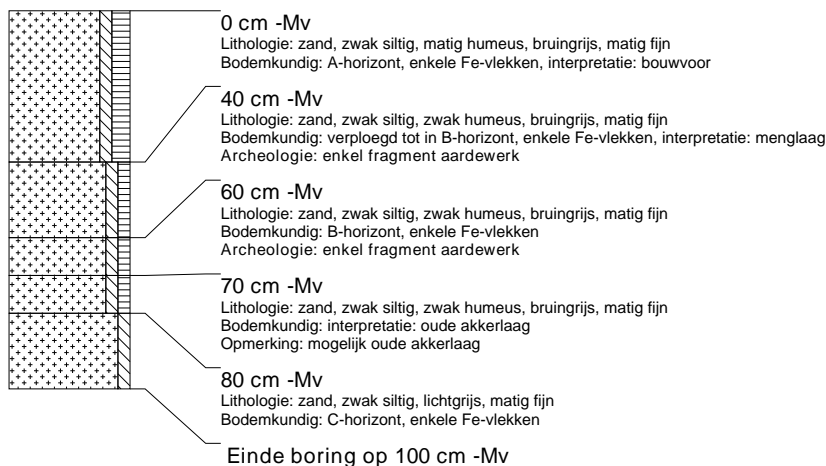 0 cm -Mv
Lithologie: zand, zwak siltig, matig humeus, bruingrijs, matig fijn
Bodemkundig: A-horizont, enkele Fe-vlekken, interpretatie: bouwvoor
40 cm -Mv
Lithologie: zand, zwak siltig, zwak humeus, bruingrijs, matig fijn
Bodemkundig: verploegd tot in B-horizont, enkele Fe-vlekken, interpretatie: menglaag
Archeologie: enkel fragment aardewerk
60 cm -Mv
Lithologie: zand, zwak siltig, zwak humeus, bruingrijs, matig fijn
Bodemkundig: B-horizont, enkele Fe-vlekken
Archeologie: enkel fragment aardewerk
70 cm -Mv
Lithologie: zand, zwak siltig, zwak humeus, bruingrijs, matig fijn
Bodemkundig: interpretatie: oude akkerlaag
Opmerking: mogelijk oude akkerlaag
80 cm -Mv
Lithologie: zand, zwak siltig, lichtgrijs, matig fijn
Bodemkundig: C-horizont, enkele Fe-vlekken
Einde boring op 100 cm -Mv